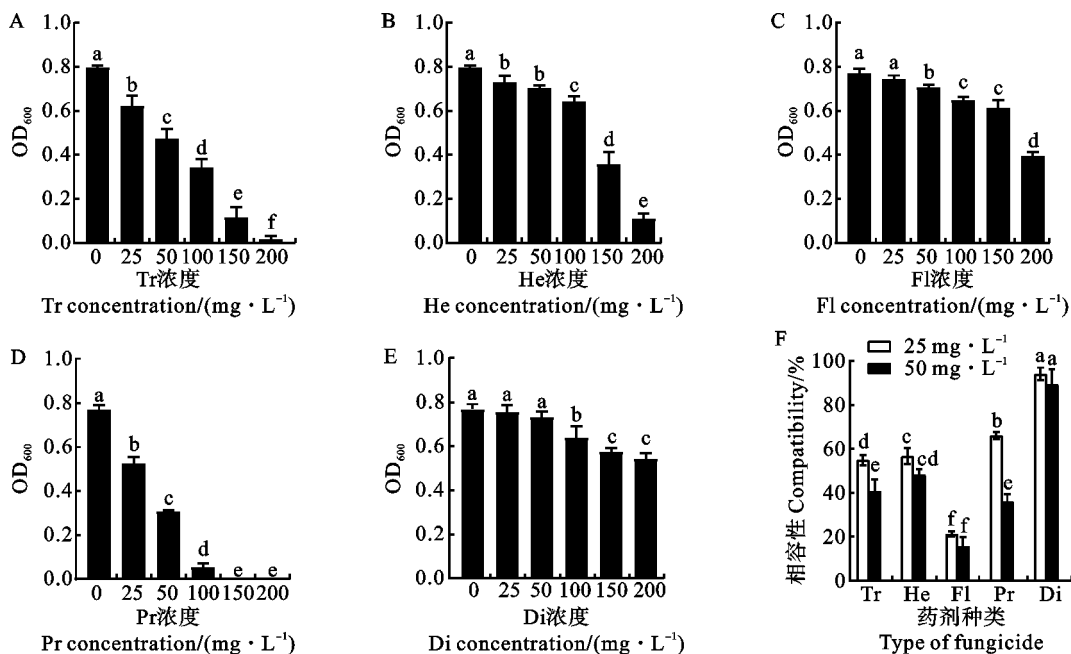 A
OD₆₀₀
1.0
0.8
0.6
0.4
0.2
0.0
a
b
c
d
e
f
0 25 50 100 150 200
Tr浓度
Tr concentration/(mg · L⁻¹)
B
OD₆₀₀
1.0
0.8
0.6
0.4
0.2
0.0
a
b
b
c
d
e
0 25 50 100 150 200
He浓度
He concentration/(mg · L⁻¹)
C
OD₆₀₀
1.0
0.8
0.6
0.4
0.2
0.0
a
a
b
c
c
d
0 25 50 100 150 200
Fl浓度
Fl concentration/(mg · L⁻¹)
D
OD₆₀₀
1.0
0.8
0.6
0.4
0.2
0.0
a
b
c
d
e
e
0 25 50 100 150 200
Pr浓度
Pr concentration/(mg · L⁻¹)
E
OD₆₀₀
1.0
0.8
0.6
0.4
0.2
0.0
a
a
a
b
c
c
0 25 50 100 150 200
Di浓度
Di concentration/(mg · L⁻¹)
F
25 mg · L⁻¹
50 mg · L⁻¹
相容性 Compatibility/%
100
80
60
40
20
0
d
e
c
cd
f
f
b
e
a
a
Tr He Fl Pr Di
药剂种类
Type of fungicide